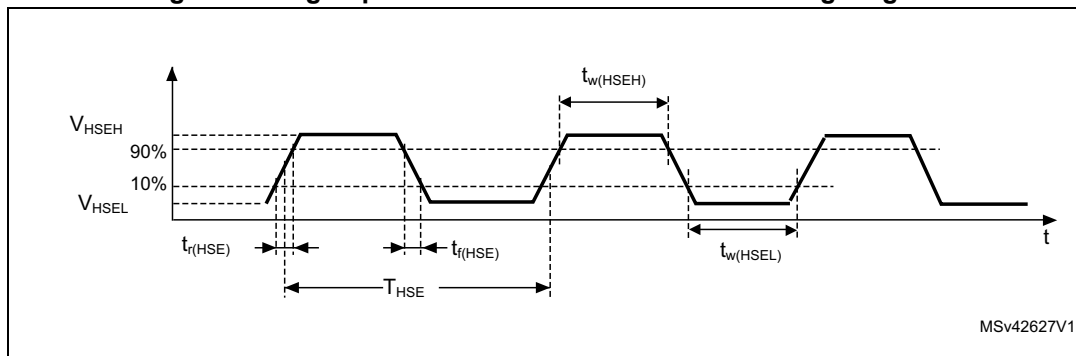 t_w(HSEH)
V_HSEH
90%
10%
V_HSEL
t_r(HSE)
t_f(HSE)
t_w(HSEL)
t
T_HSE
MSv42627V1